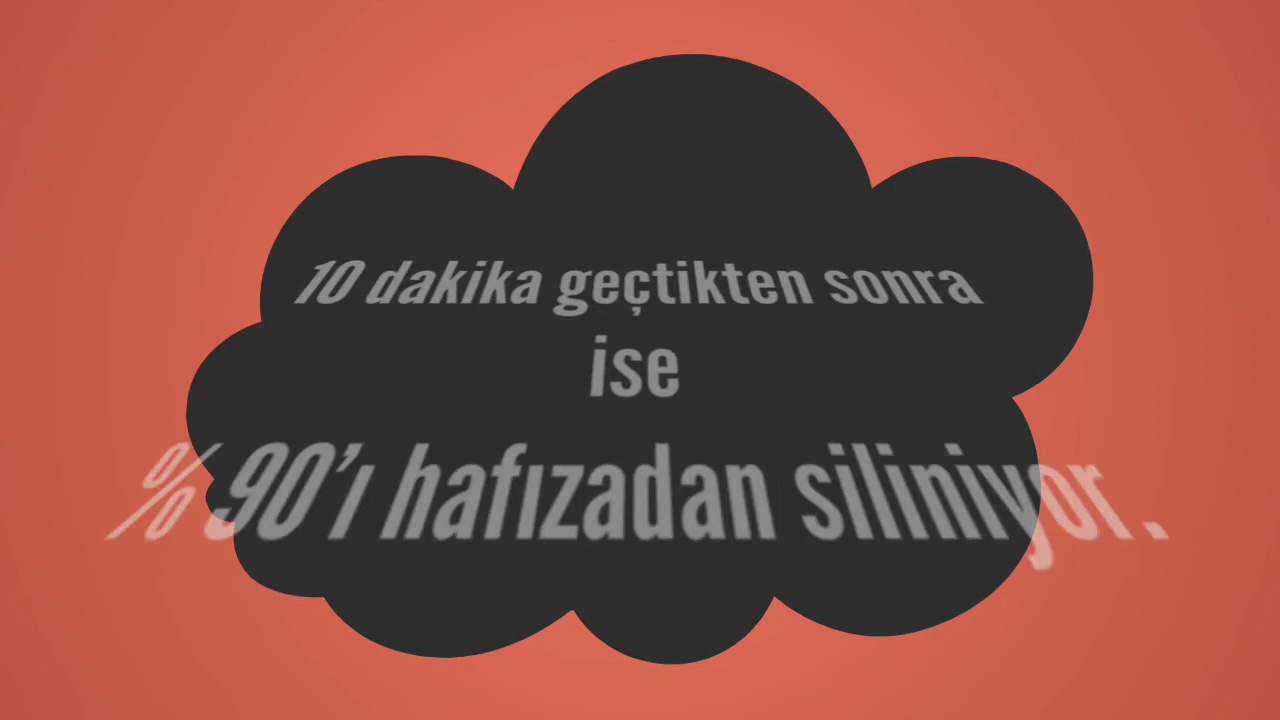 10 dakika geçtikten sonra
ise
%90'ı hafızadan siliniyor.